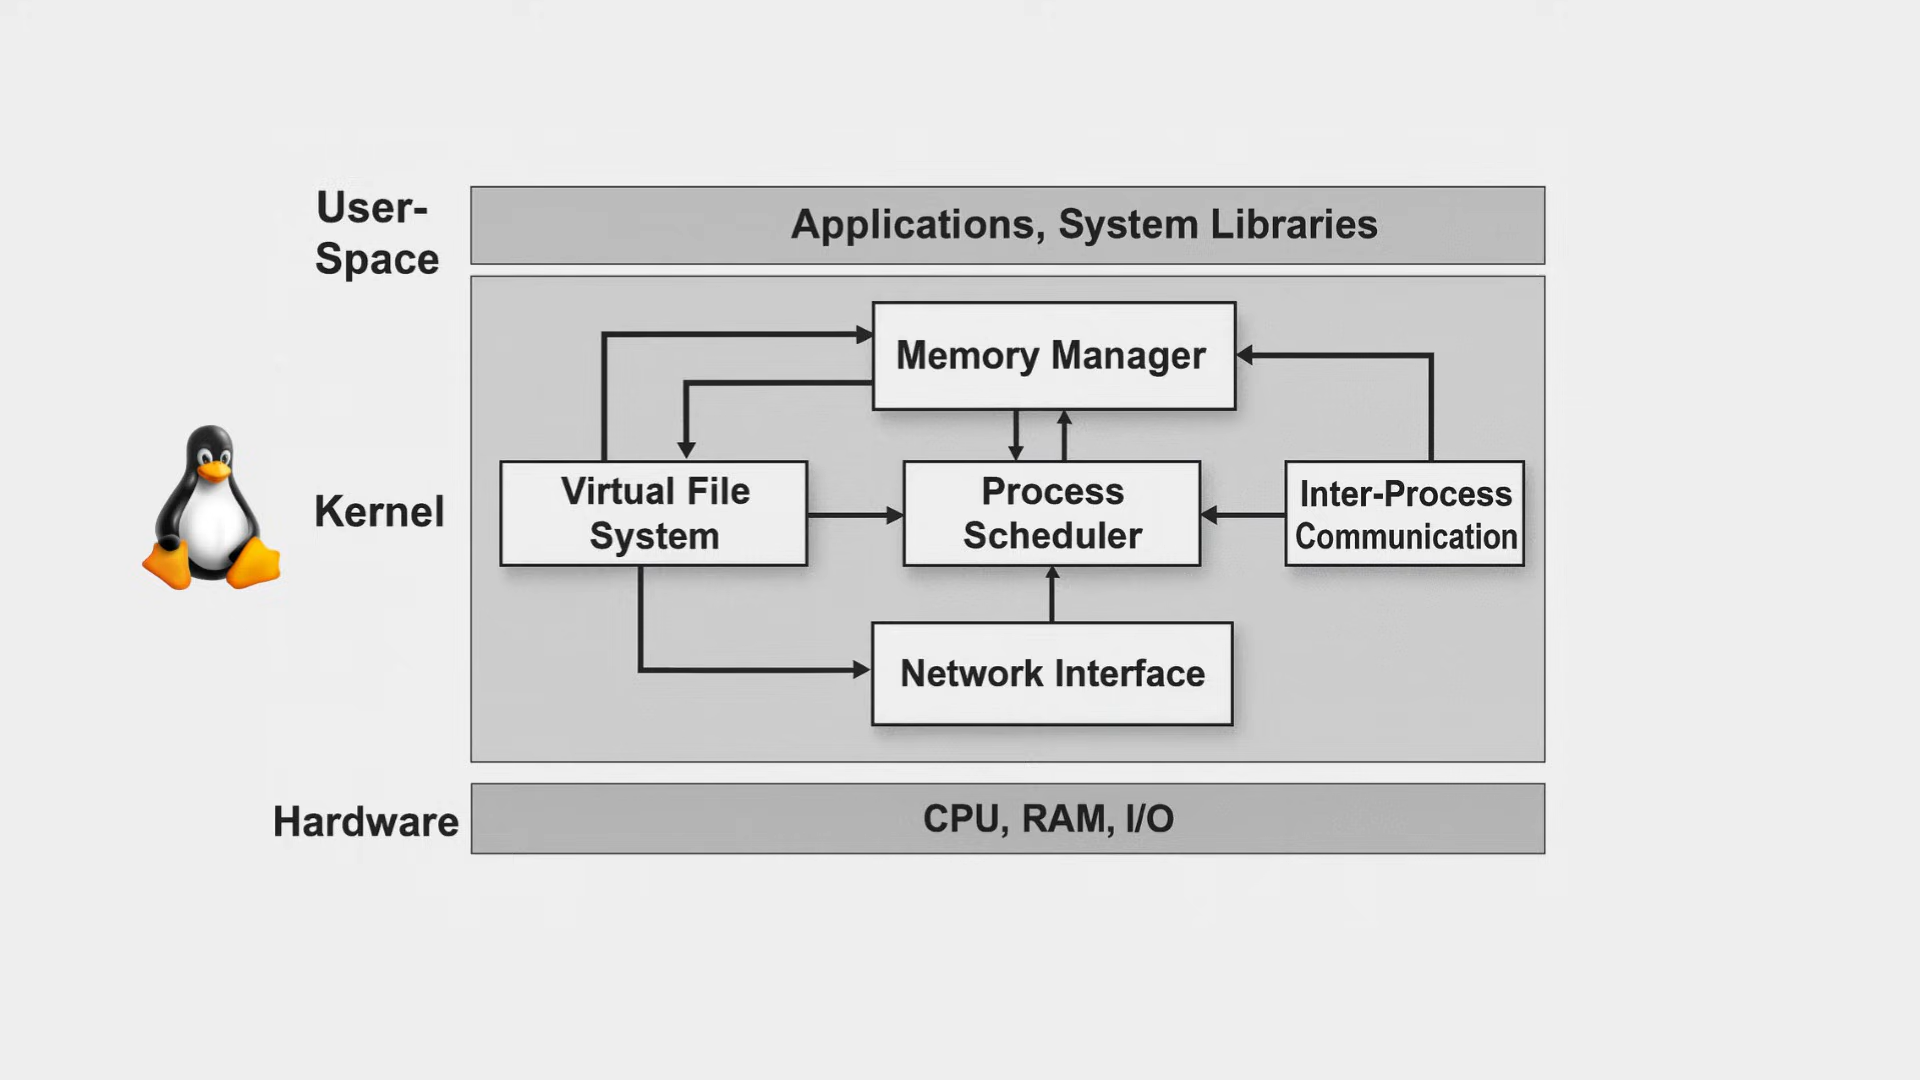 User-
Space
Applications, System Libraries
Memory Manager
Kernel
Virtual File
System
Process
Scheduler
Inter-Process
Communication
Network Interface
Hardware
CPU, RAM, I/O